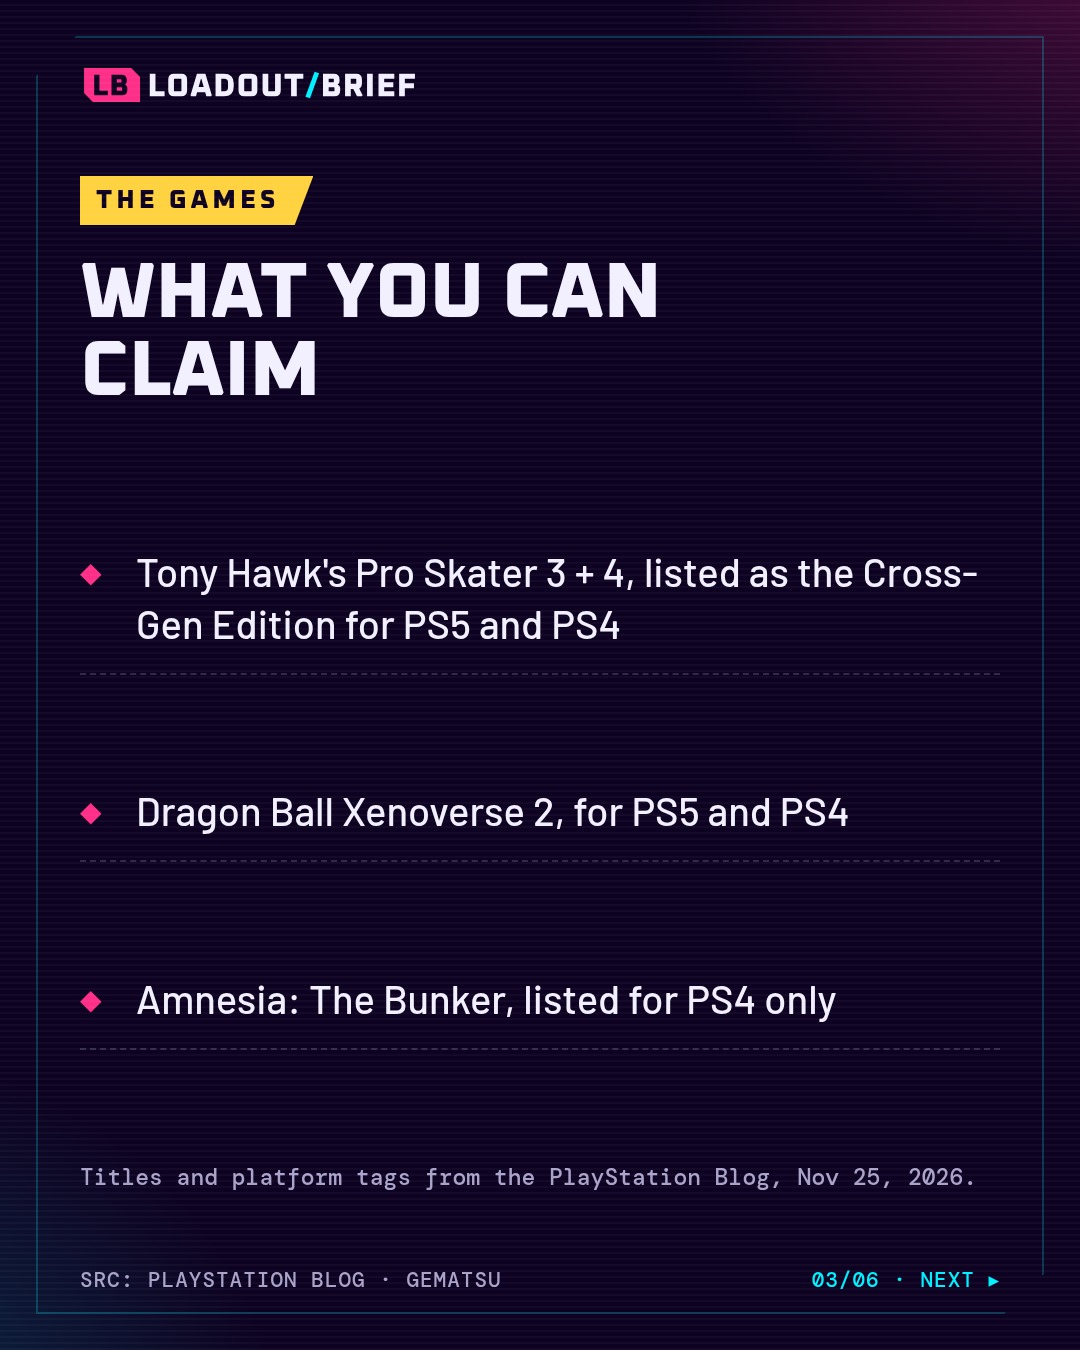 LB LOADOUT/BRIEF
THE GAMES
WHAT YOU CAN
CLAIM
◆ Tony Hawk's Pro Skater 3 + 4, listed as the Cross-
Gen Edition for PS5 and PS4
◆ Dragon Ball Xenoverse 2, for PS5 and PS4
◆ Amnesia: The Bunker, listed for PS4 only
Titles and platform tags from the PlayStation Blog, Nov 25, 2026.
SRC: PLAYSTATION BLOG · GEMATSU
03/06 · NEXT ▶